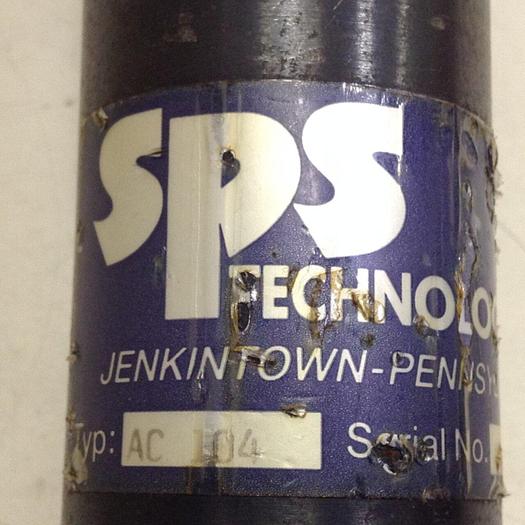 SPS
TECHNOLO
JENKINTOWN-PENNSY
Typ: AC 104 Serial No.